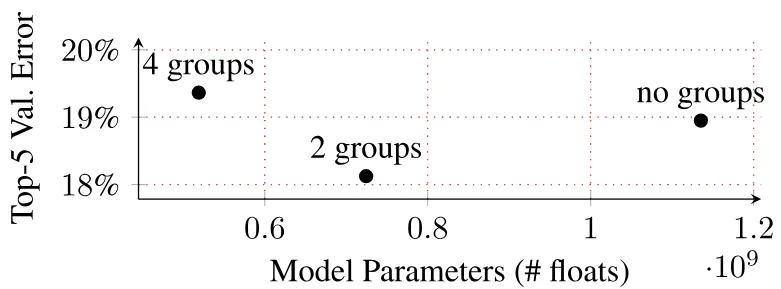 Top-5 Val. Error
20%
19%
18%
4 groups
2 groups
no groups
0.6 0.8 1 1.2
·10⁹
Model Parameters (# floats)